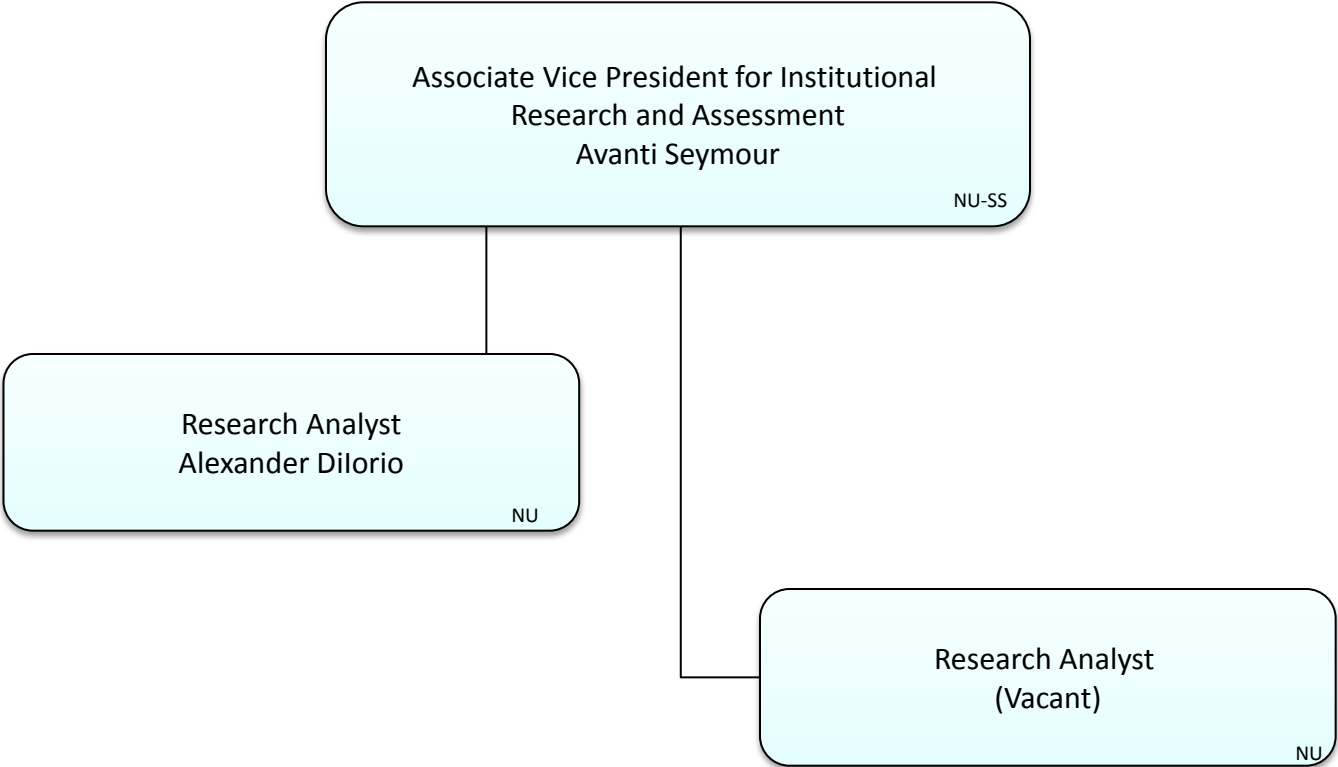 Associate Vice President for Institutional
Research and Assessment
Avanti Seymour
NU-SS
Research Analyst
Alexander DiIorio
NU
Research Analyst
(Vacant)
NU